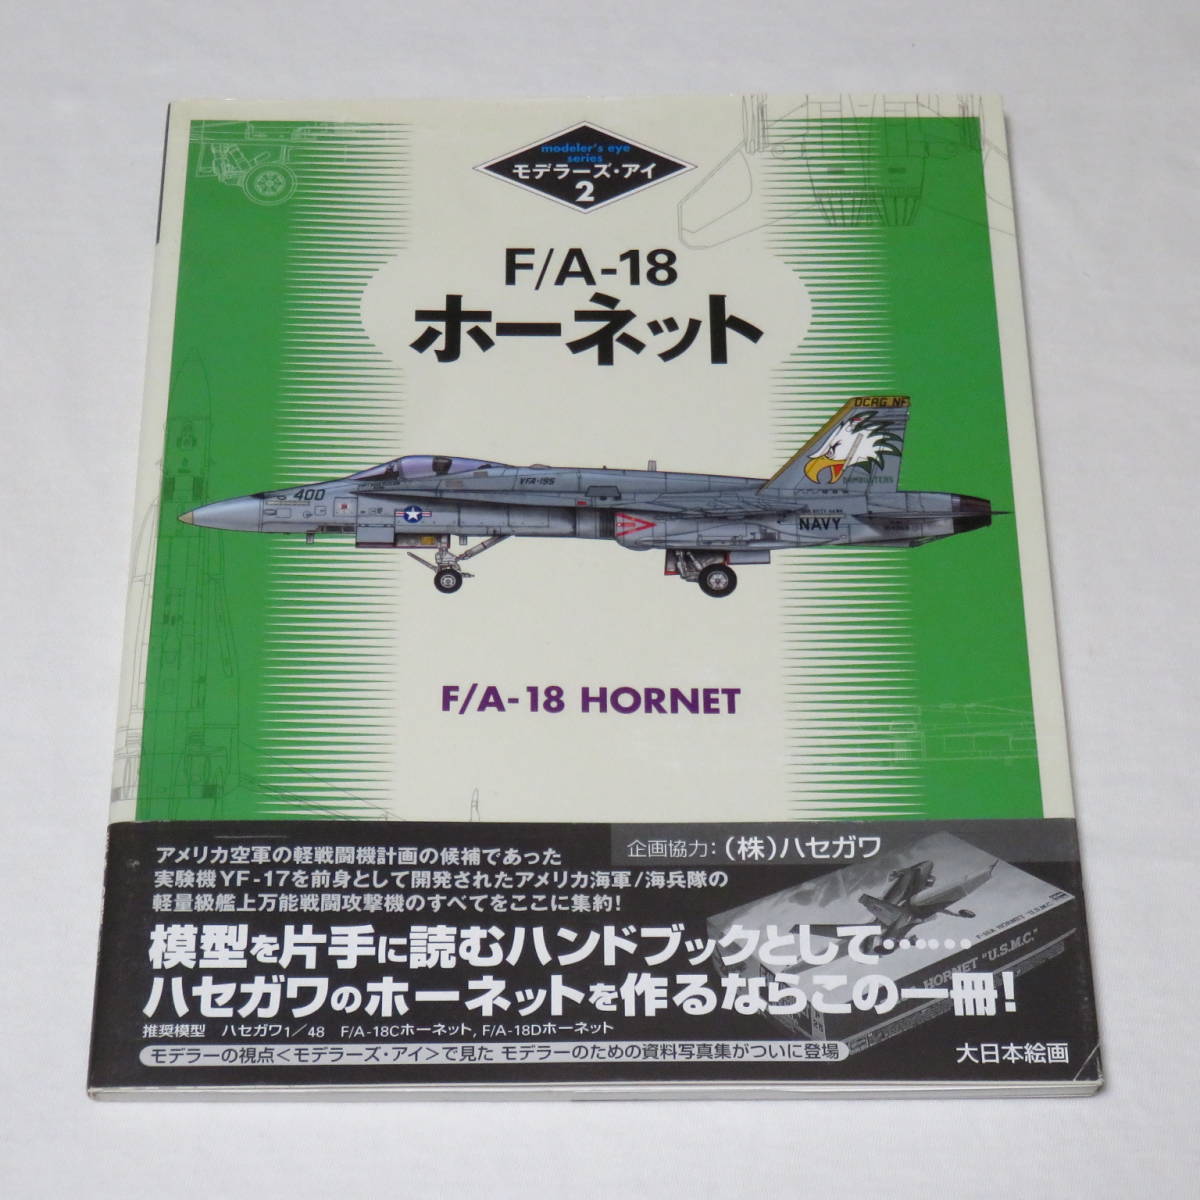 modeler's eye
series
モデラーズ・アイ
2
F/A-18
ホーネット
DCAG NF
400
VFA-195
NAVY
F/A-18 HORNET
アメリカ空軍の軽戦闘機計画の候補であった
実験機YF-17を前身として開発されたアメリカ海軍/海兵隊の
軽量級艦上万能戦闘攻撃機のすべてをここに集約!
企画協力:(株)ハセガワ
模型を片手に読むハンドブックとして……
ハセガワのホーネットを作るならこの一冊!
HORNET "U.S.M.C."
推奨模型 ハセガワ1/48 F/A-18Cホーネット, F/A-18Dホーネット
モデラーの視点<モデラーズ・アイ>で見た モデラーのための資料写真集がついに登場
大日本絵画